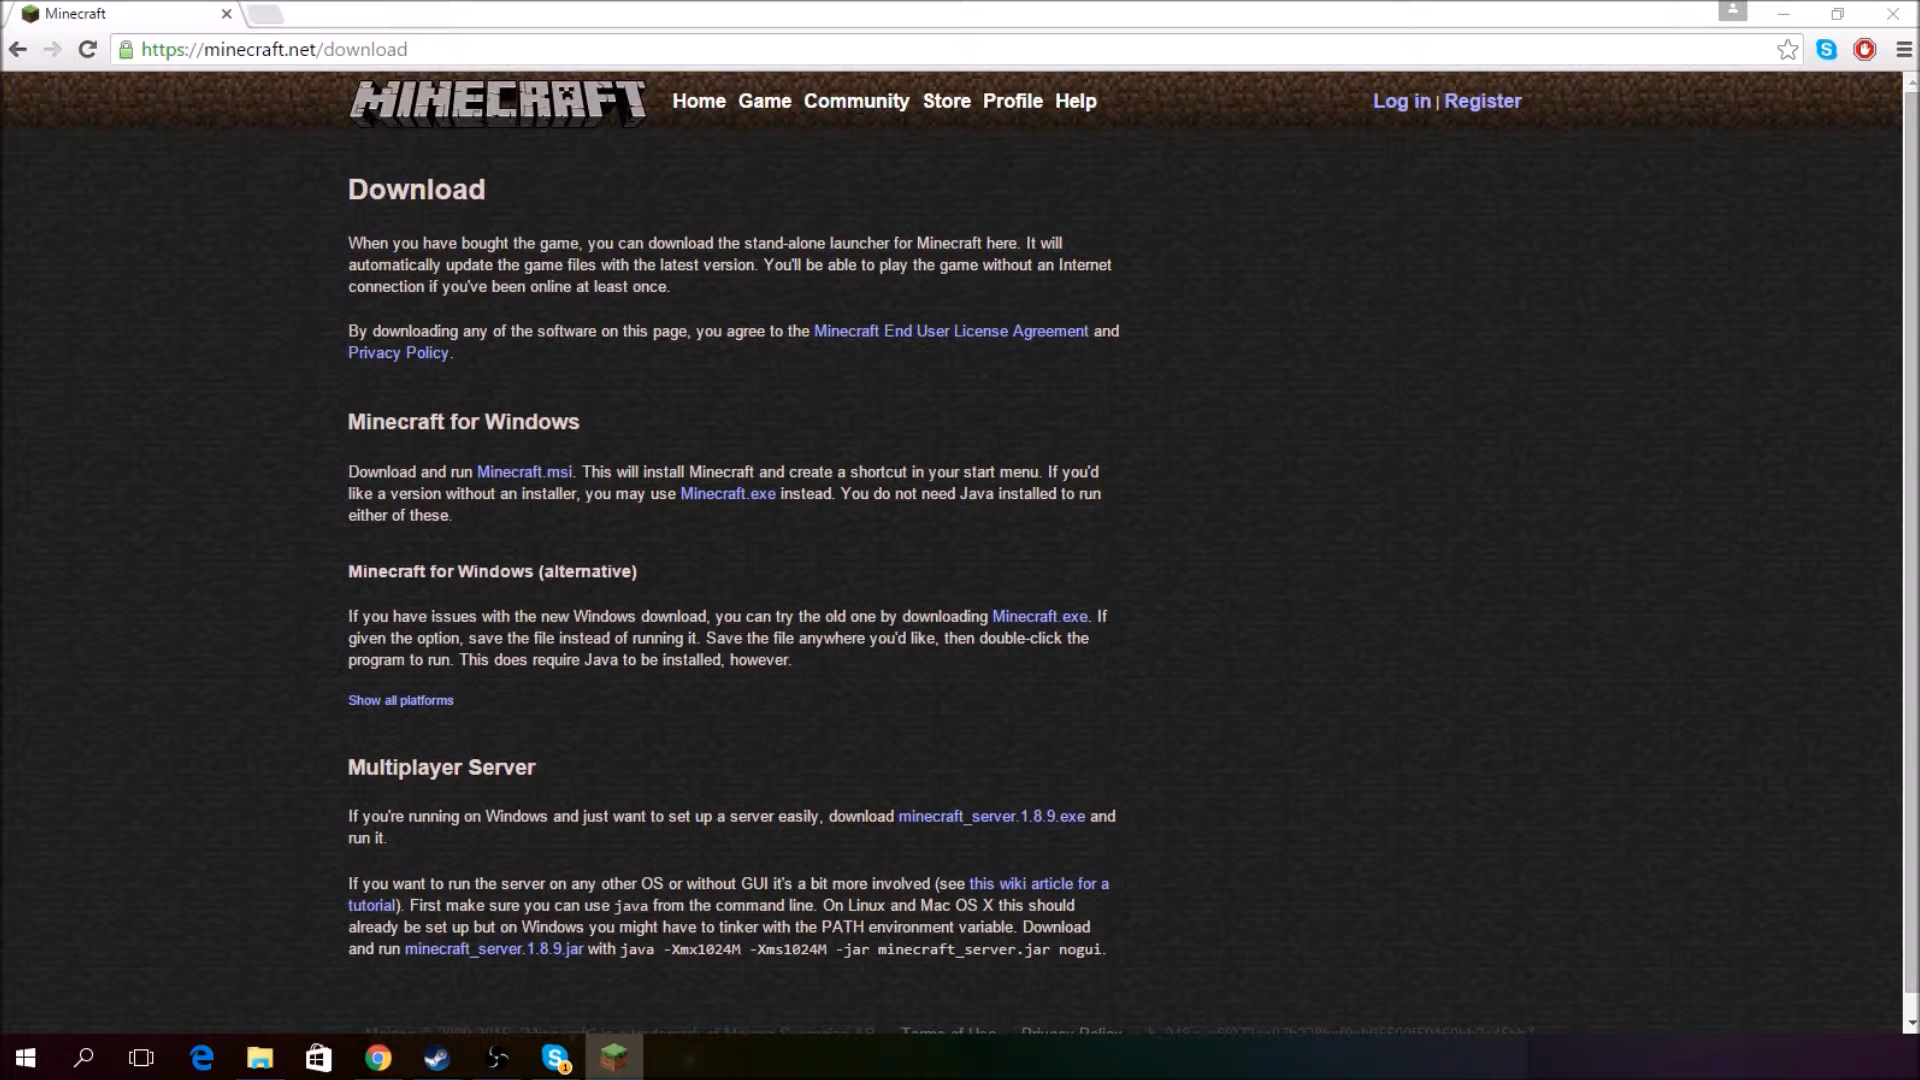 Minecraft
https://minecraft.net/download
MINECRAFT Home Game Community Store Profile Help Log in | Register
Download
When you have bought the game, you can download the stand-alone launcher for Minecraft here. It will
automatically update the game files with the latest version. You'll be able to play the game without an Internet
connection if you've been online at least once.
By downloading any of the software on this page, you agree to the Minecraft End User License Agreement and
Privacy Policy.
Minecraft for Windows
Download and run Minecraft.msi. This will install Minecraft and create a shortcut in your start menu. If you'd
like a version without an installer, you may use Minecraft.exe instead. You do not need Java installed to run
either of these.
Minecraft for Windows (alternative)
If you have issues with the new Windows download, you can try the old one by downloading Minecraft.exe. If
given the option, save the file instead of running it. Save the file anywhere you'd like, then double-click the
program to run. This does require Java to be installed, however.
Show all platforms
Multiplayer Server
If you're running on Windows and just want to set up a server easily, download minecraft_server.1.8.9.exe and
run it.
If you want to run the server on any other OS or without GUI it's a bit more involved (see this wiki article for a
tutorial). First make sure you can use java from the command line. On Linux and Mac OS X this should
already be set up but on Windows you might have to tinker with the PATH environment variable. Download
and run minecraft_server.1.8.9.jar with java -Xmx1024M -Xms1024M -jar minecraft_server.jar nogui.
Mojang © 2009-2015. "Minecraft" is a trademark of Mojang Synergies AB Terms of Use Privacy Policy